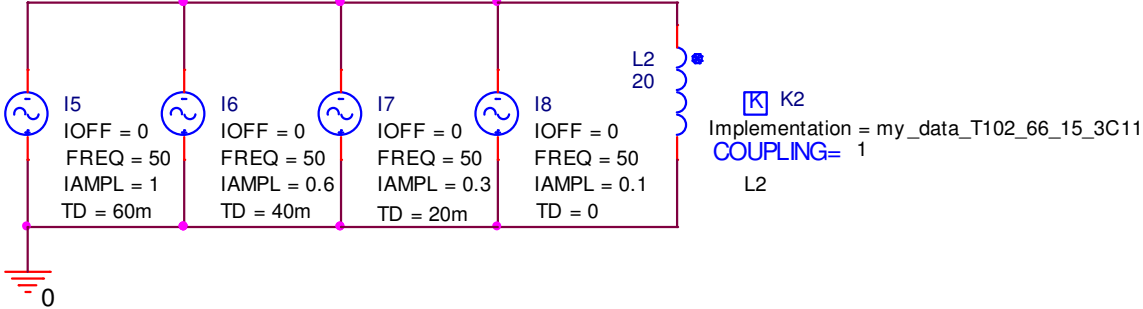 I5
IOFF = 0
FREQ = 50
IAMPL = 1
TD = 60m
I6
IOFF = 0
FREQ = 50
IAMPL = 0.6
TD = 40m
I7
IOFF = 0
FREQ = 50
IAMPL = 0.3
TD = 20m
I8
IOFF = 0
FREQ = 50
IAMPL = 0.1
TD = 0
L2
20
K K2
Implementation = my_data_T102_66_15_3C11
COUPLING= 1
L2
0